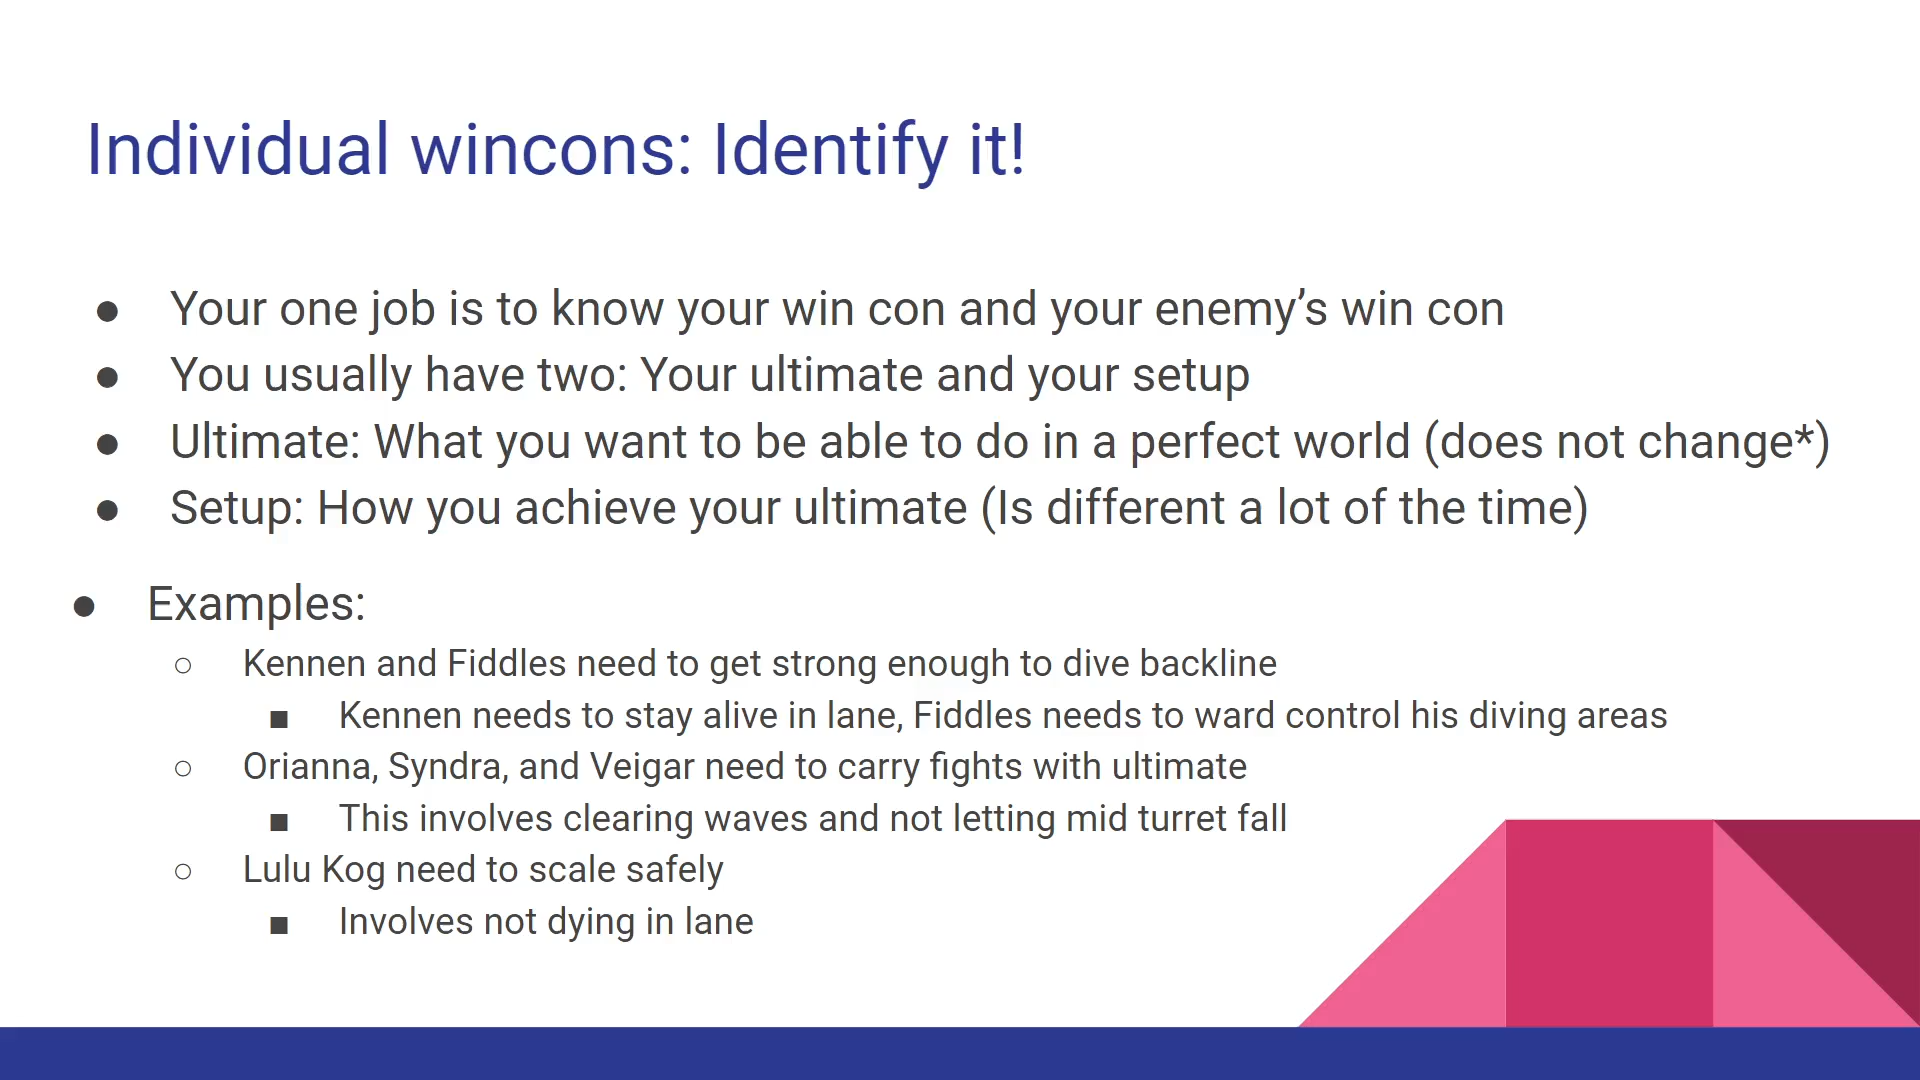 Individual wincons: Identify it!
● Your one job is to know your win con and your enemy’s win con
● You usually have two: Your ultimate and your setup
● Ultimate: What you want to be able to do in a perfect world (does not change*)
● Setup: How you achieve your ultimate (Is different a lot of the time)
● Examples:
○ Kennen and Fiddles need to get strong enough to dive backline
■ Kennen needs to stay alive in lane, Fiddles needs to ward control his diving areas
○ Orianna, Syndra, and Veigar need to carry fights with ultimate
■ This involves clearing waves and not letting mid turret fall
○ Lulu Kog need to scale safely
■ Involves not dying in lane